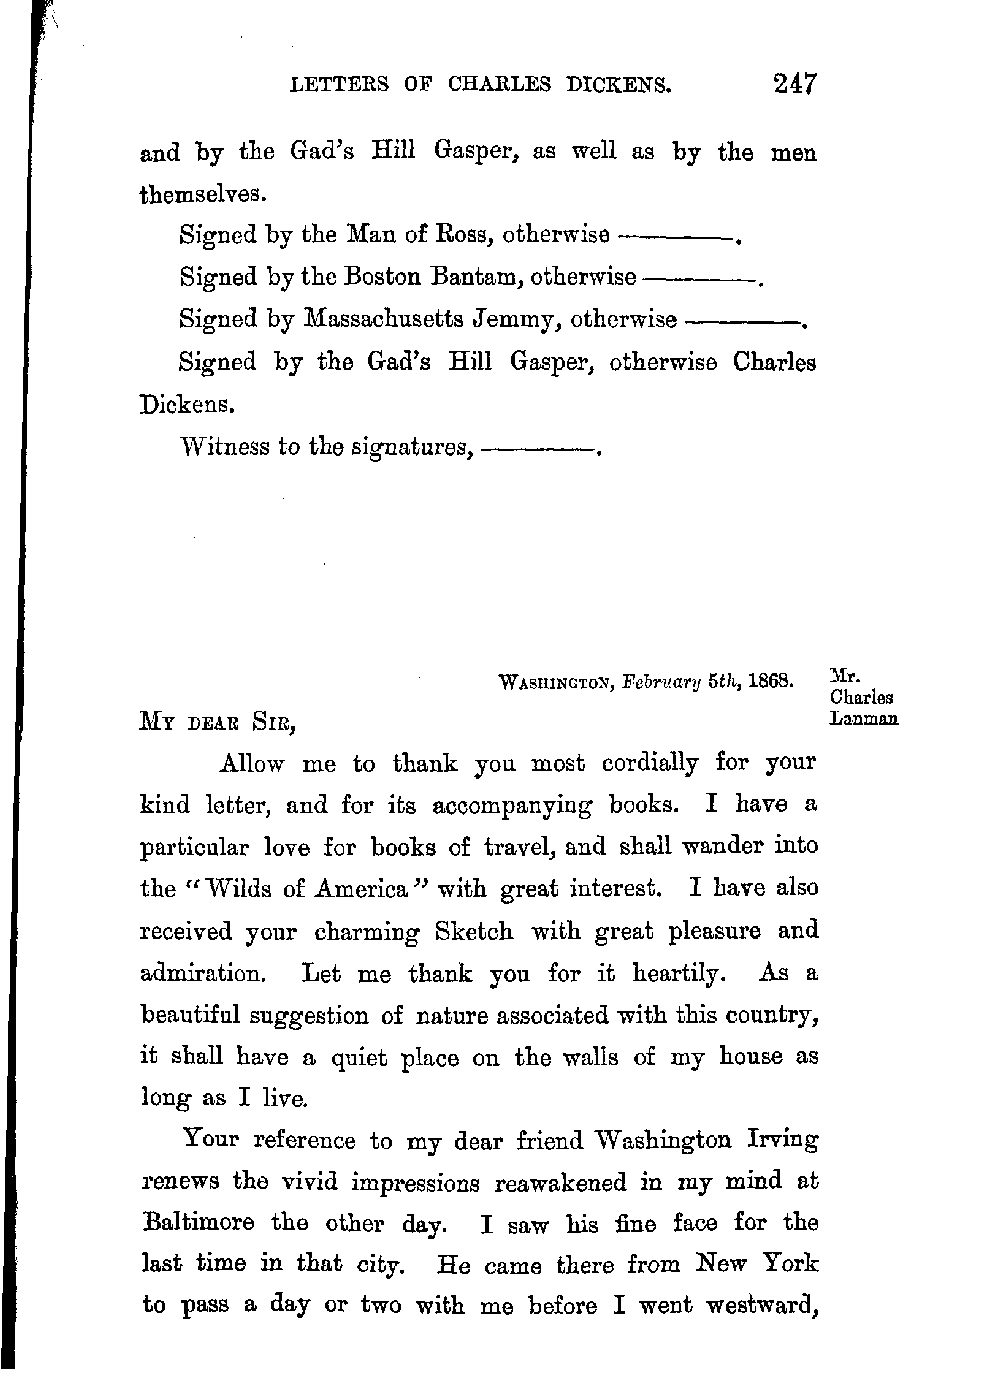 LETTERS OF CHARLES DICKENS. 247
and by the Gad's Hill Gasper, as well as by the men
themselves.
Signed by the Man of Ross, otherwise ————.
Signed by the Boston Bantam, otherwise ————.
Signed by Massachusetts Jemmy, otherwise ————.
Signed by the Gad's Hill Gasper, otherwise Charles
Dickens.
Witness to the signatures, ————.
WASHINGTON, February 5th, 1868.
Mr.
Charles
Lanman
MY DEAR SIR,
Allow me to thank you most cordially for your
kind letter, and for its accompanying books. I have a
particular love for books of travel, and shall wander into
the "Wilds of America" with great interest. I have also
received your charming Sketch with great pleasure and
admiration. Let me thank you for it heartily. As a
beautiful suggestion of nature associated with this country,
it shall have a quiet place on the walls of my house as
long as I live.
Your reference to my dear friend Washington Irving
renews the vivid impressions reawakened in my mind at
Baltimore the other day. I saw his fine face for the
last time in that city. He came there from New York
to pass a day or two with me before I went westward,